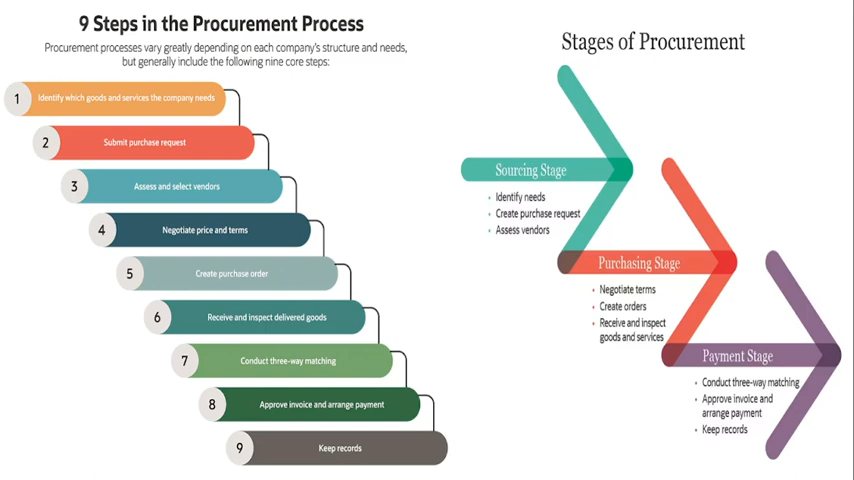 9 Steps in the Procurement Process
Procurement processes vary greatly depending on each company's structure and needs,
but generally include the following nine core steps:
1 Identify which goods and services the company needs
2 Submit purchase request
3 Assess and select vendors
4 Negotiate price and terms
5 Create purchase order
6 Receive and inspect delivered goods
7 Conduct three-way matching
8 Approve invoice and arrange payment
9 Keep records
Stages of Procurement
Sourcing Stage
• Identify needs
• Create purchase request
• Assess vendors
Purchasing Stage
• Negotiate terms
• Create orders
• Receive and inspect
goods and services
Payment Stage
• Conduct three-way matching
• Approve invoice and
arrange payment
• Keep records